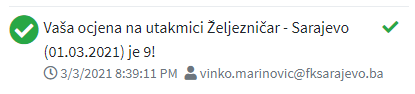 Vaša ocjena na utakmici Željezničar - Sarajevo
(01.03.2021) je 9!
3/3/2021 8:39:11 PM vinko.marinovic@fksarajevo.ba